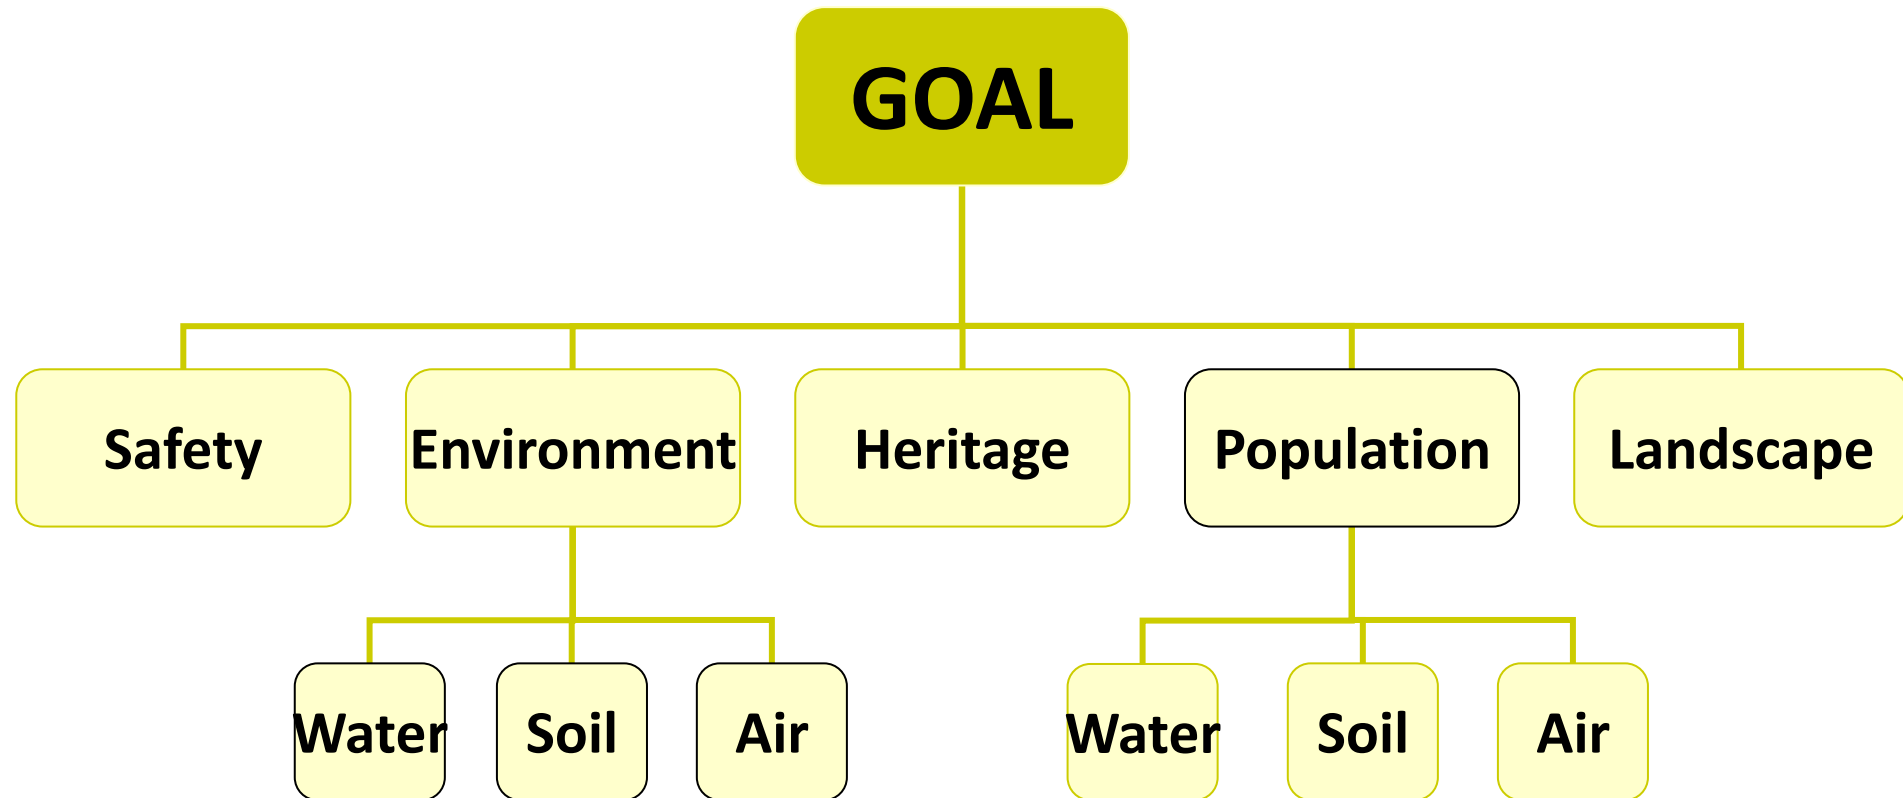 GOAL
Safety
Environment
Heritage
Population
Landscape
Water
Soil
Air
Water
Soil
Air